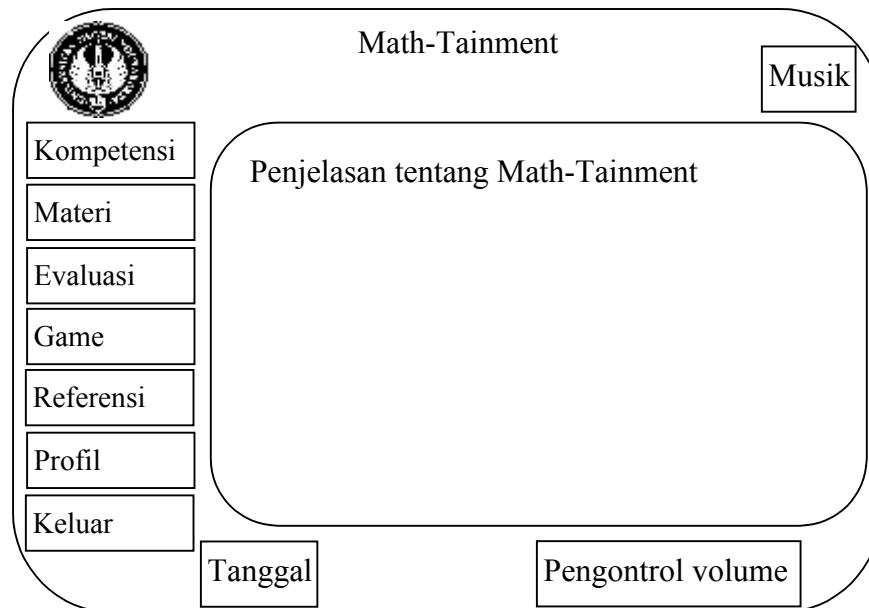 Math-Tainment
Musik
Kompetensi
Materi
Evaluasi
Game
Referensi
Profil
Keluar
Penjelasan tentang Math-Tainment
Tanggal
Pengontrol volume